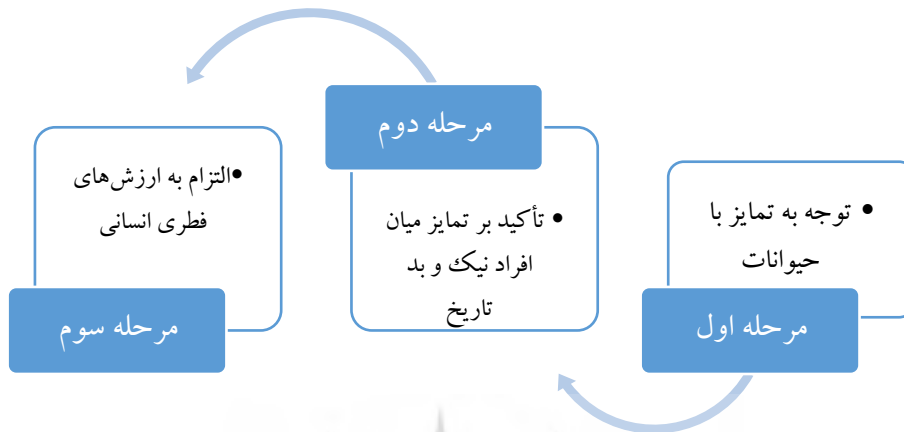 • توجه به تمایز با
حیوانات
مرحله اول
مرحله دوم
• تأکید بر تمایز میان
افراد نیک و بد
تاریخ
•التزام به ارزش‌های
فطری انسانی
مرحله سوم